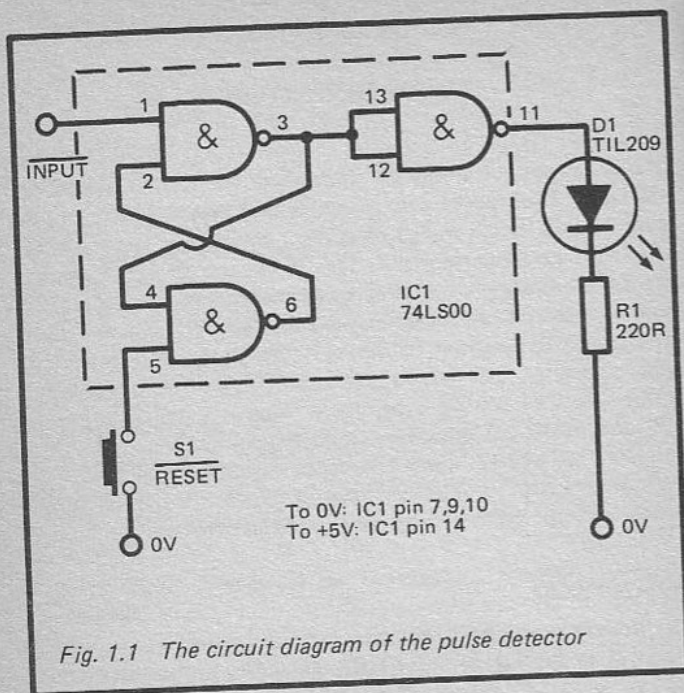 13
11
D1
TIL209
1
3
&
&
INPUT
2
12
4
6
IC1
74LS00
&
5
R1
220R
S1
RESET
To 0V: IC1 pin 7,9,10
To +5V: IC1 pin 14
0V
0V
Fig. 1.1 The circuit diagram of the pulse detector